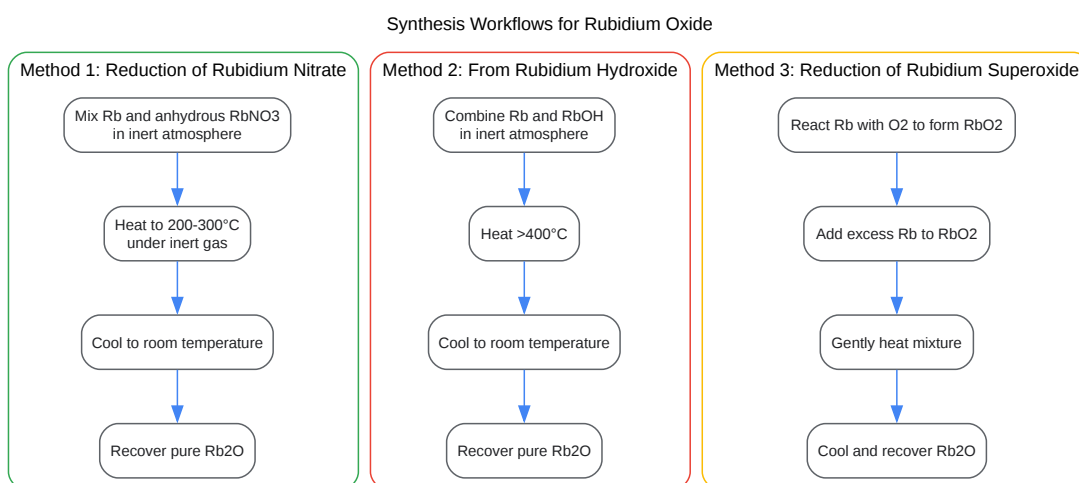 Synthesis Workflows for Rubidium Oxide
Method 1: Reduction of Rubidium Nitrate
Mix Rb and anhydrous RbNO3
in inert atmosphere
Heat to 200-300°C
under inert gas
Cool to room temperature
Recover pure Rb2O
Method 2: From Rubidium Hydroxide
Combine Rb and RbOH
in inert atmosphere
Heat >400°C
Cool to room temperature
Recover pure Rb2O
Method 3: Reduction of Rubidium Superoxide
React Rb with O2 to form RbO2
Add excess Rb to RbO2
Gently heat mixture
Cool and recover Rb2O